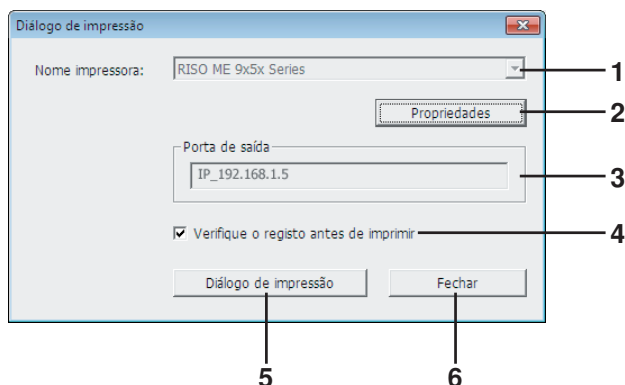 Diálogo de impressão
Nome impressora: RISO ME 9x5x Series 1
Propriedades 2
Porta de saída
IP_192.168.1.5 3
Verifique o registo antes de imprimir 4
Diálogo de impressão Fechar
5 6